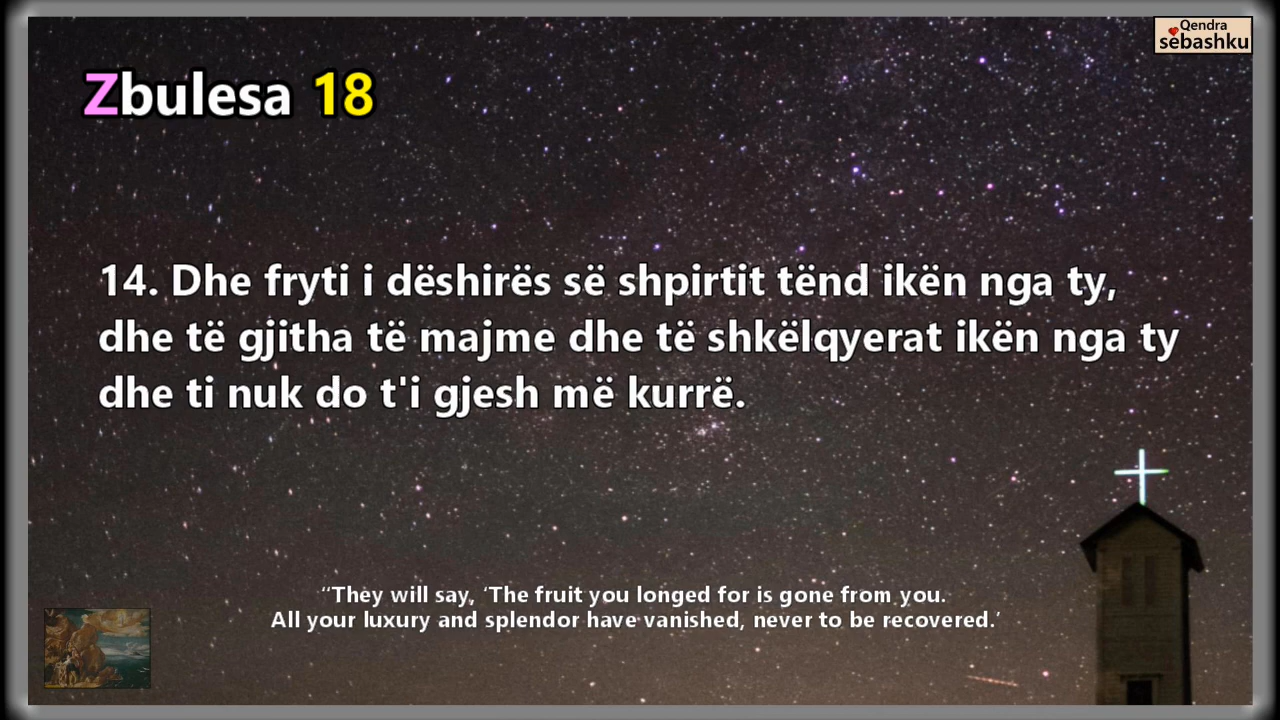 Qendra
sëbashku
Zbulesa 18
14. Dhe fryti i dëshirës së shpirtit tënd ikën nga ty,
dhe të gjitha të majme dhe të shkëlqyerat ikën nga ty
dhe ti nuk do t'i gjesh më kurrë.
“They will say, ‘The fruit you longed for is gone from you.
All your luxury and splendor have vanished, never to be recovered.’